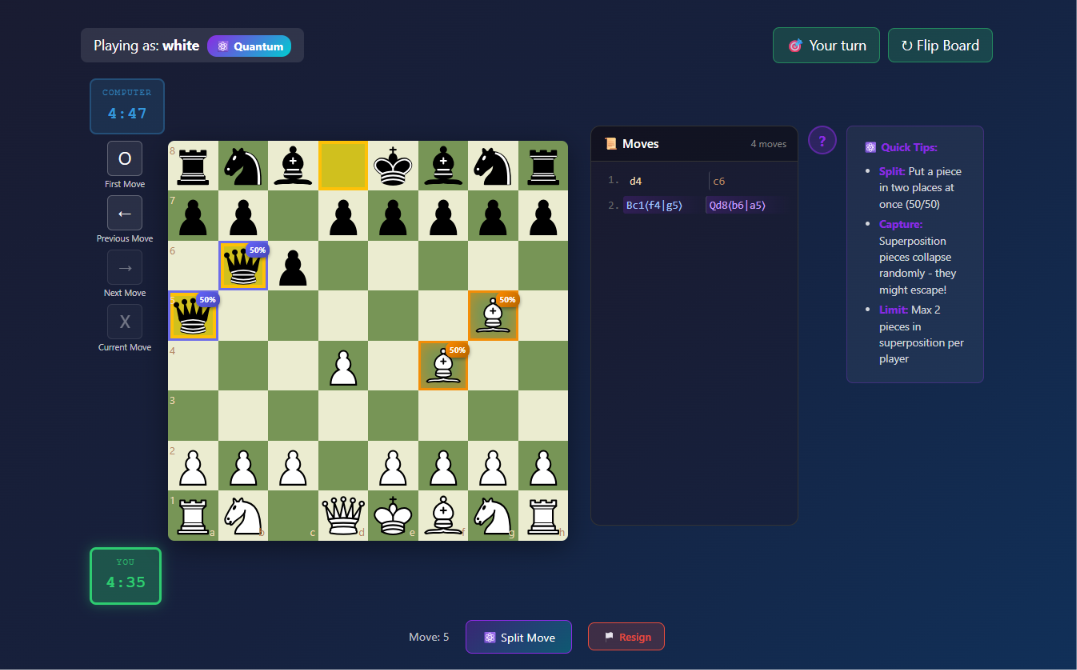 Playing as: white ⚛ Quantum
🎯 Your turn
↻ Flip Board
COMPUTER
4:47
O
First Move
←
Previous Move
→
Next Move
X
Current Move
8
7
6
5
4
3
2
1
a
b
c
d
e
f
g
h
50%
50%
50%
50%
YOU
4:35
📜 Moves
4 moves
1. d4 c6
2. Bc1(f4|g5) Qd8(b6|a5)
?
⚛ Quick Tips:
• Split: Put a piece
in two places at
once (50/50)
• Capture:
Superposition
pieces collapse
randomly - they
might escape!
• Limit: Max 2
pieces in
superposition per
player
Move: 5
⚛ Split Move
🏳 Resign